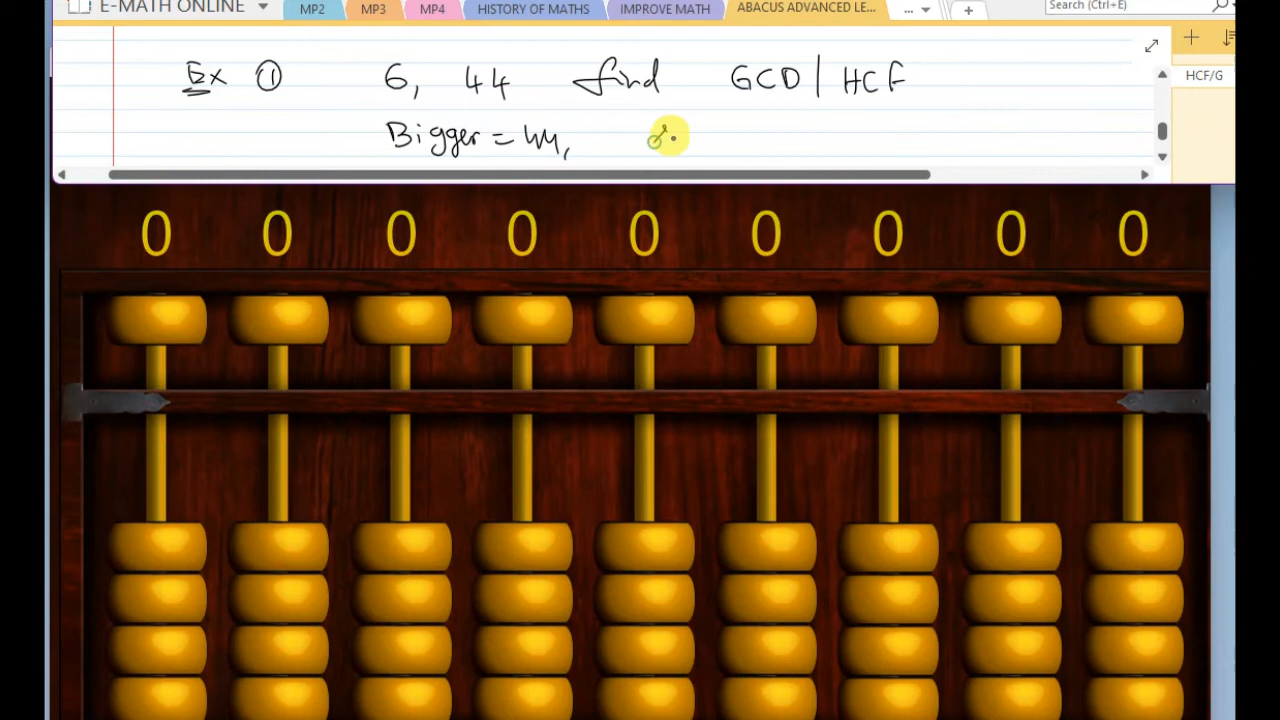 E-MATH ONLINE MP2 MP3 MP4 HISTORY OF MATHS IMPROVE MATH ABACUS ADVANCED LE... ... Search (Ctrl+E)
Ex ① 6, 44 find GCD | HCF
HCF/G
Bigger = 44,
0 0 0 0 0 0 0 0 0